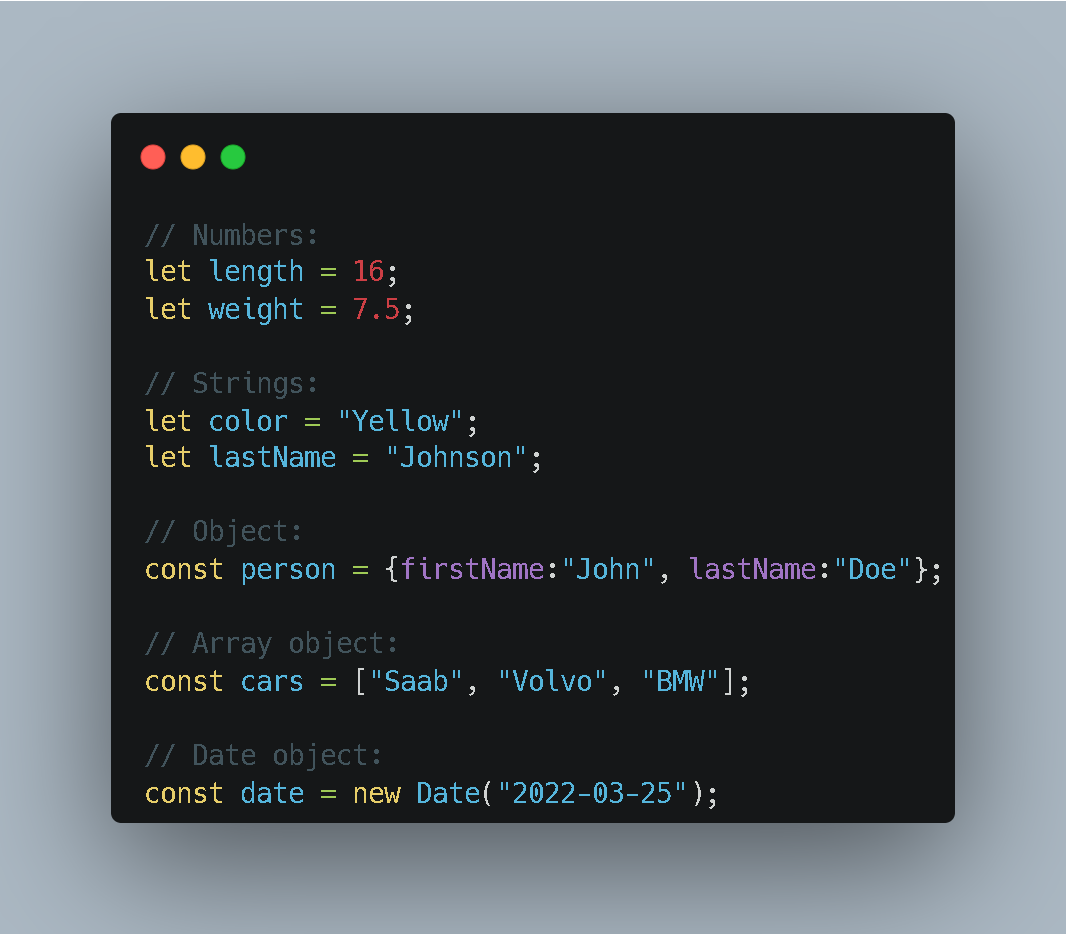 // Numbers:
let length = 16;
let weight = 7.5;
// Strings:
let color = "Yellow";
let lastName = "Johnson";
// Object:
const person = {firstName:"John", lastName:"Doe"};
// Array object:
const cars = ["Saab", "Volvo", "BMW"];
// Date object:
const date = new Date("2022-03-25");